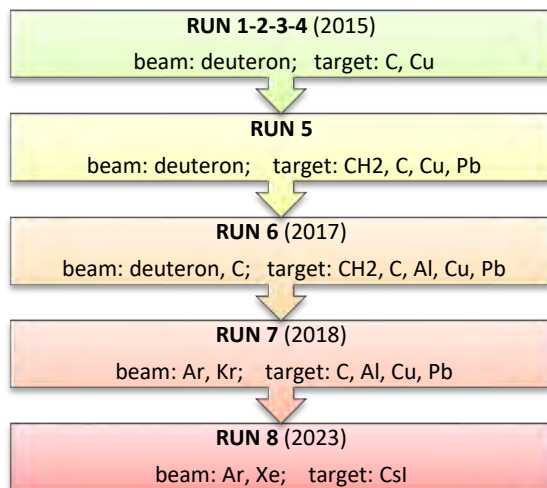 RUN 1-2-3-4 (2015)
beam: deuteron; target: C, Cu
RUN 5
beam: deuteron; target: CH2, C, Cu, Pb
RUN 6 (2017)
beam: deuteron, C; target: CH2, C, Al, Cu, Pb
RUN 7 (2018)
beam: Ar, Kr; target: C, Al, Cu, Pb
RUN 8 (2023)
beam: Ar, Xe; target: CsI